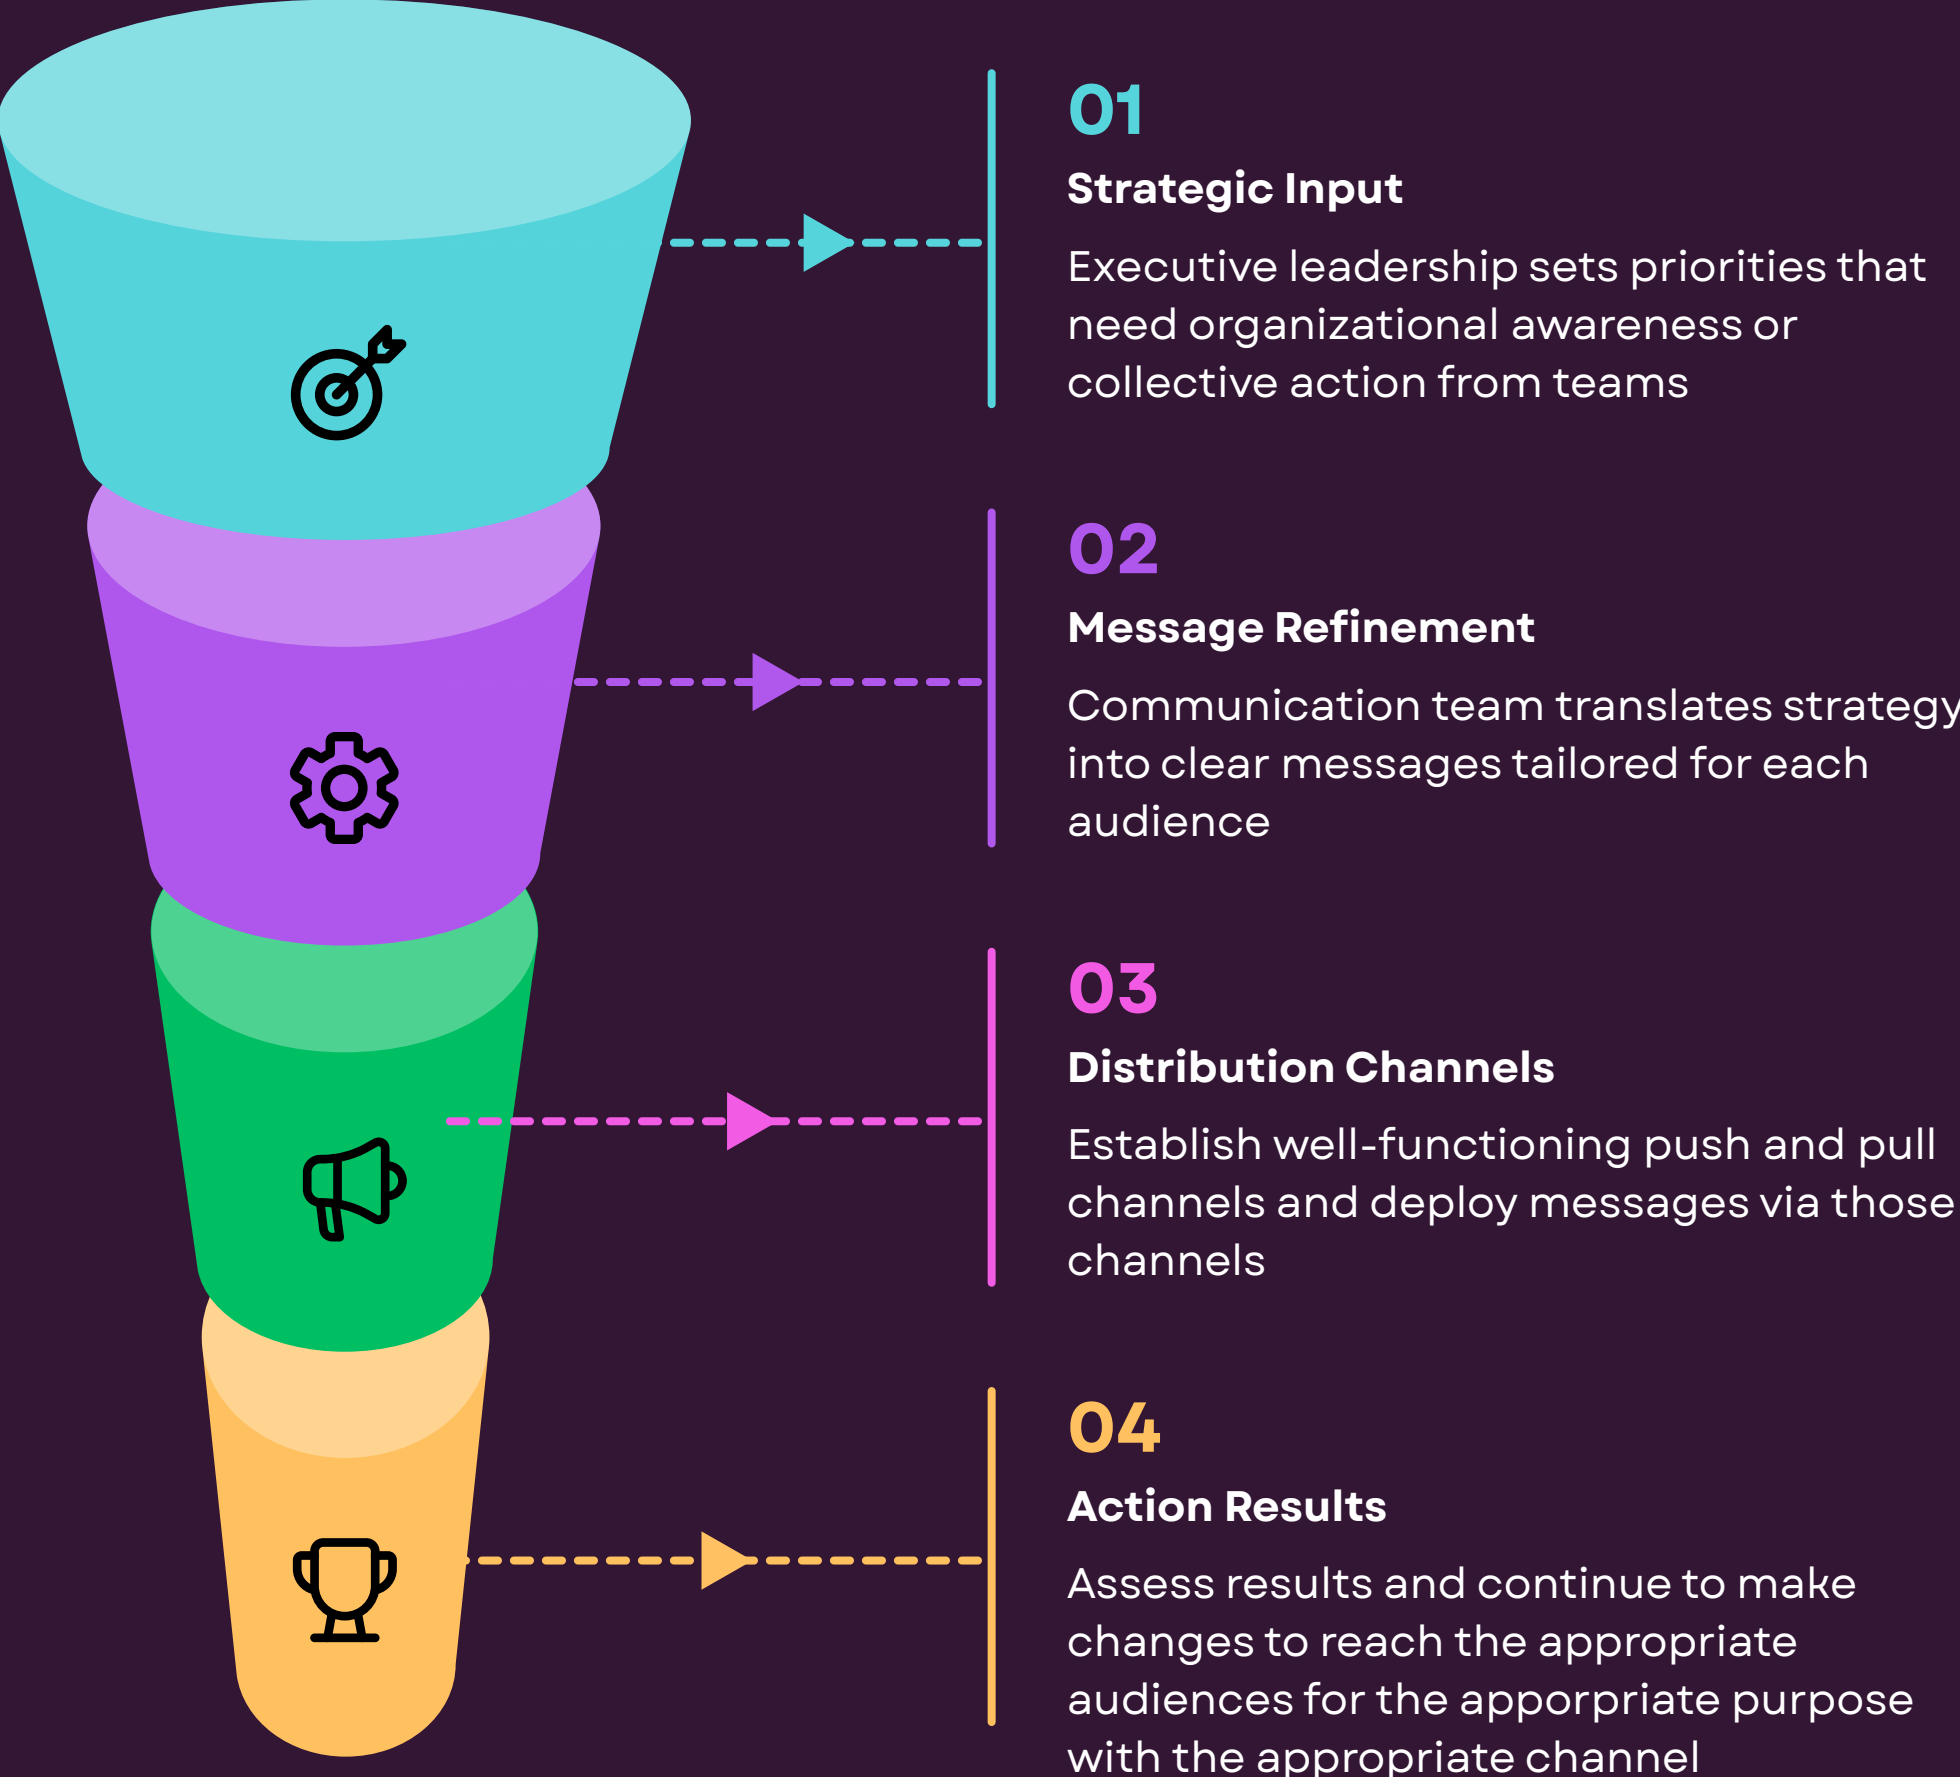 01
Strategic Input
Executive leadership sets priorities that
need organizational awareness or
collective action from teams
02
Message Refinement
Communication team translates strategy
into clear messages tailored for each
audience
03
Distribution Channels
Establish well-functioning push and pull
channels and deploy messages via those
channels
04
Action Results
Assess results and continue to make
changes to reach the appropriate
audiences for the apporpriate purpose
with the appropriate channel